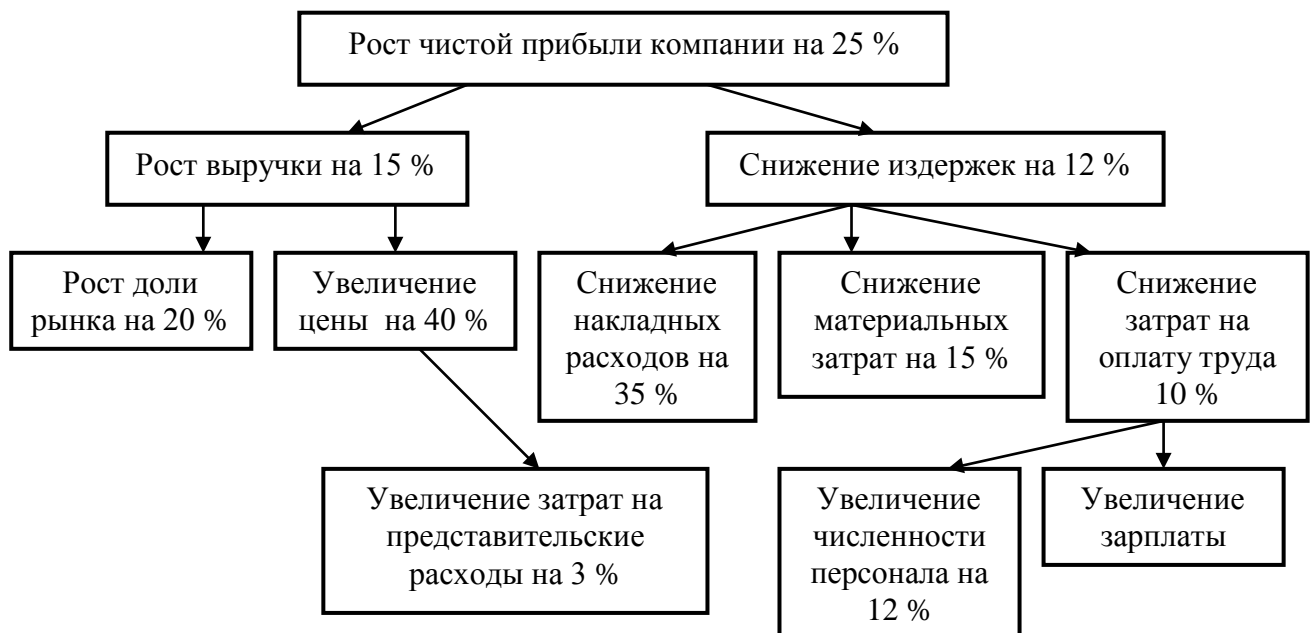 Рост чистой прибыли компании на 25 %
Рост выручки на 15 %
Снижение издержек на 12 %
Рост доли
рынка на 20 %
Увеличение
цены на 40 %
Снижение
накладных
расходов на
35 %
Снижение
материальных
затрат на 15 %
Снижение
затрат на
оплату труда
10 %
Увеличение затрат на
представительские
расходы на 3 %
Увеличение
численности
персонала на
12 %
Увеличение
зарплаты